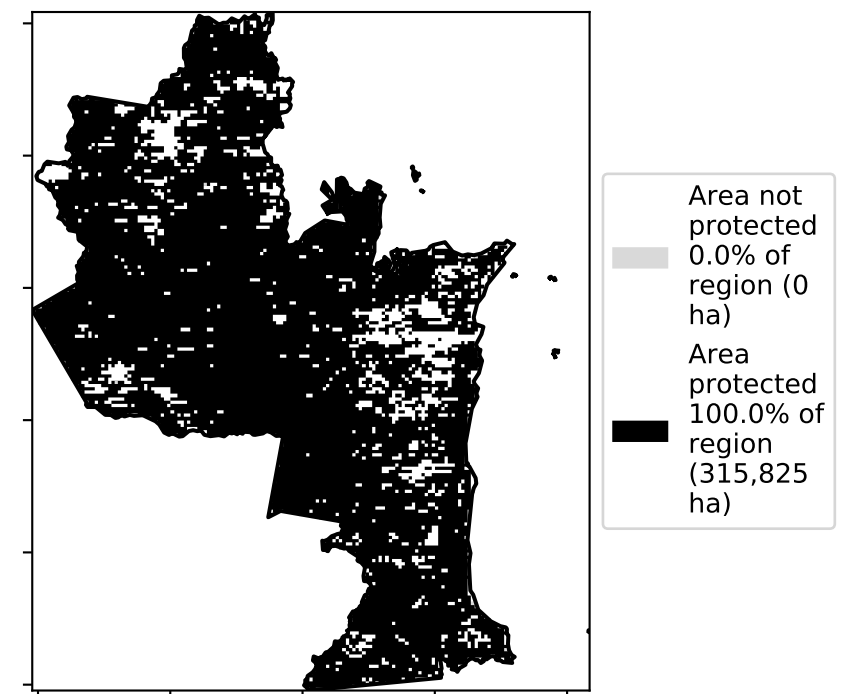 Area not
protected
0.0% of
region (0
ha)
Area
protected
100.0% of
region
(315,825
ha)